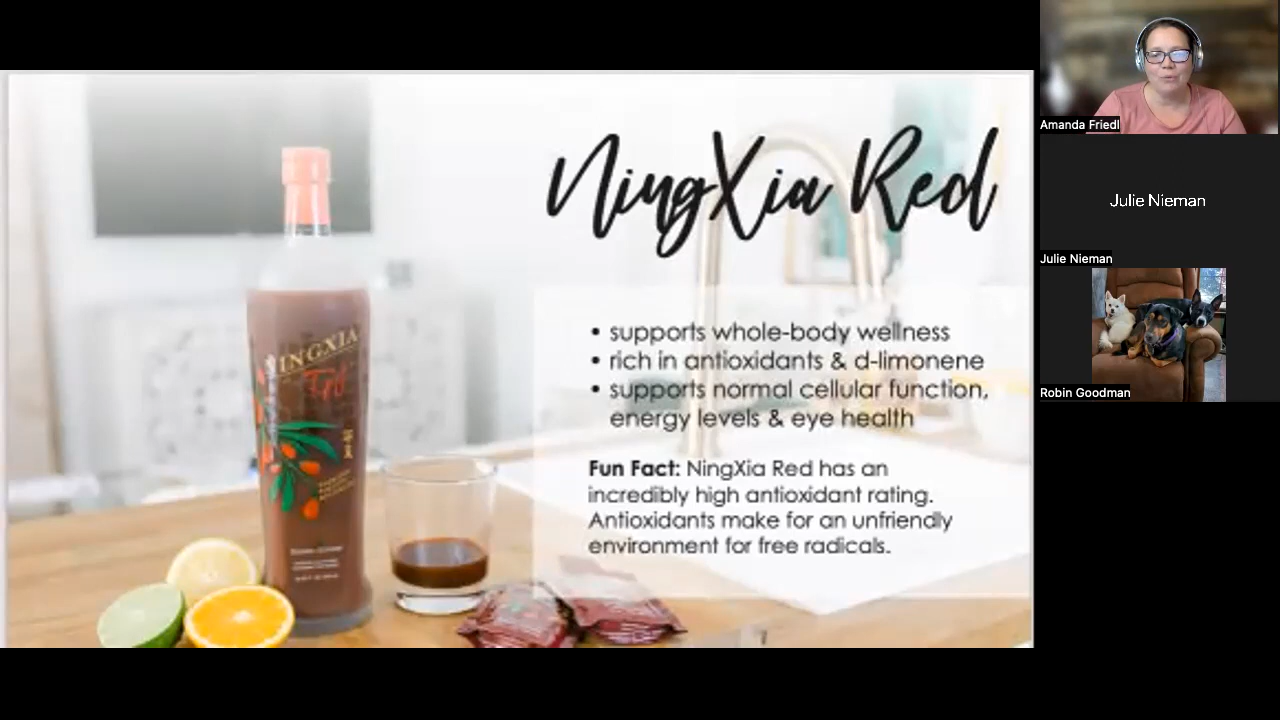 NingXia Red
• supports whole-body wellness
• rich in antioxidants & d-limonene
• supports normal cellular function,
energy levels & eye health
Fun Fact: NingXia Red has an
incredibly high antioxidant rating.
Antioxidants make for an unfriendly
environment for free radicals.
NINGXIA
Red
Amanda Friedl
Julie Nieman
Julie Nieman
Robin Goodman